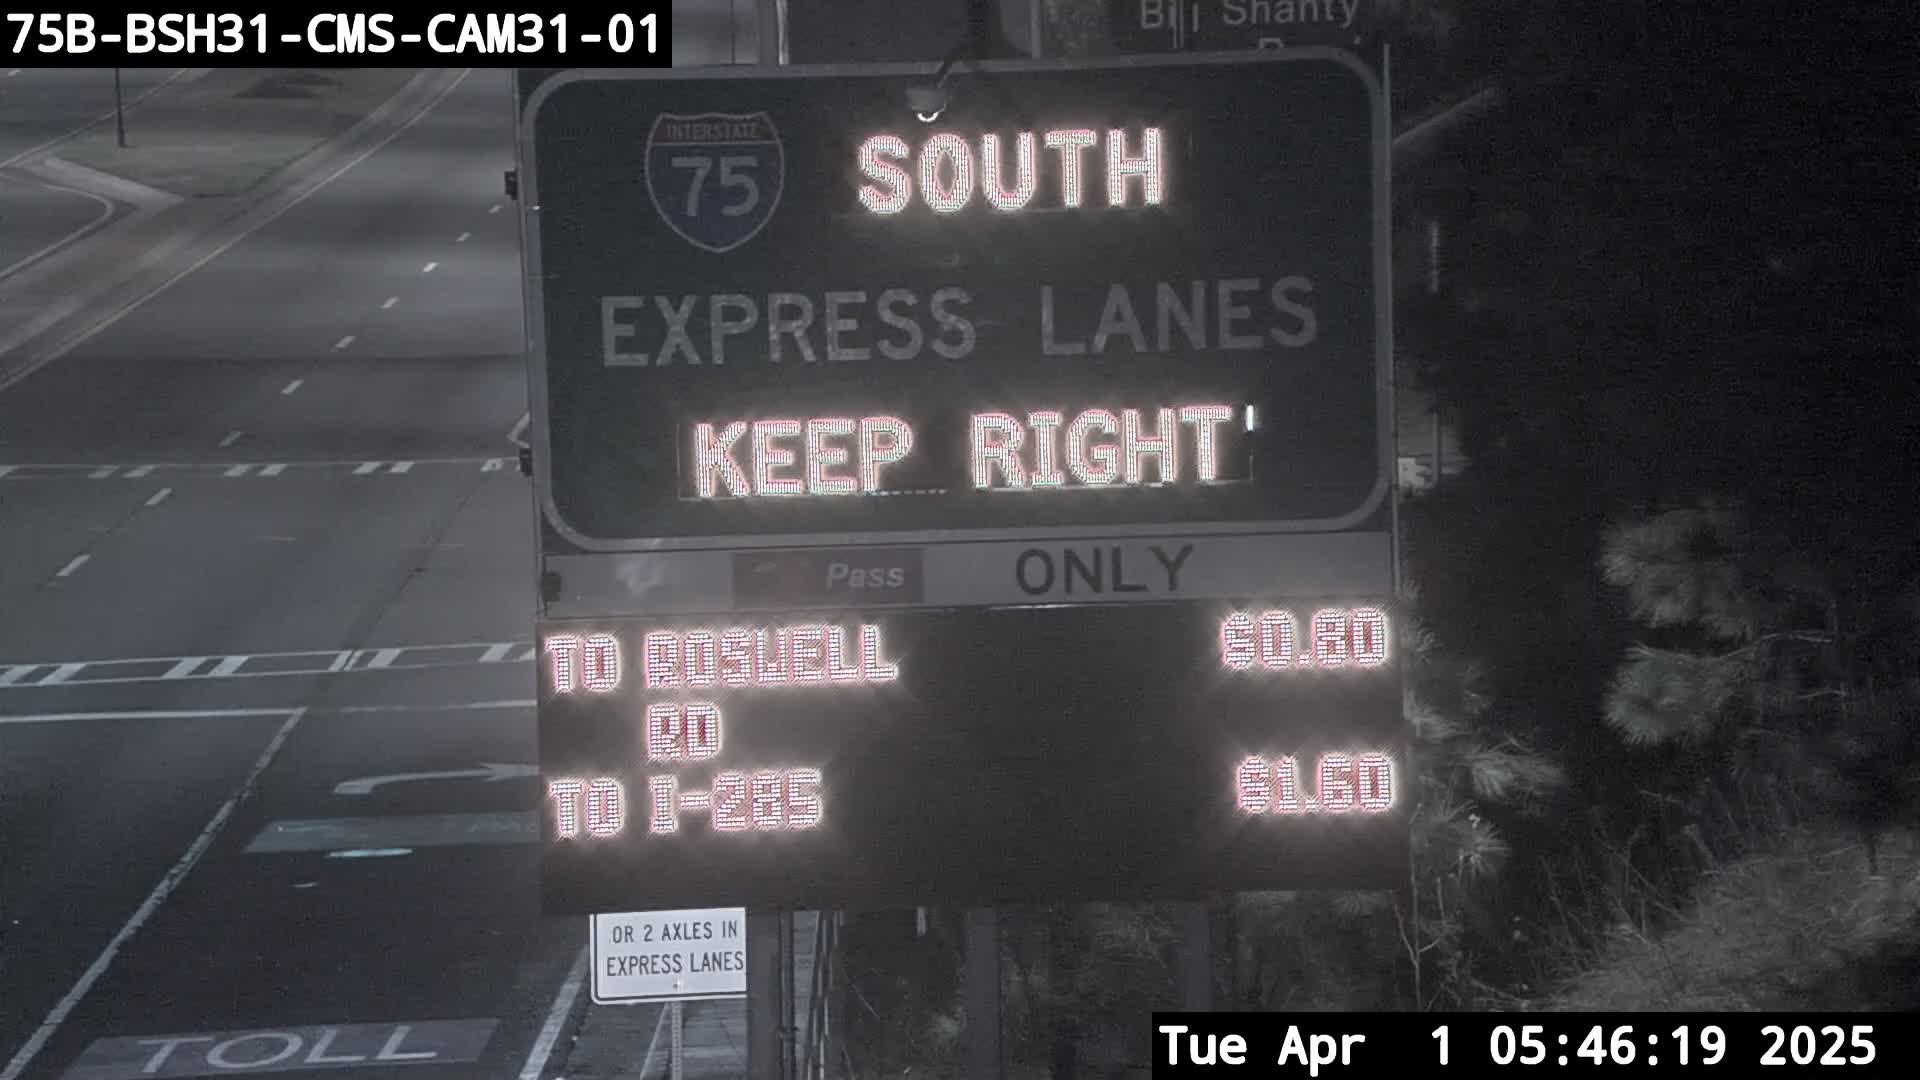 75B-BSH31-CMS-CAM31-01
Shanty
INTERSTATE
75
SOUTH
EXPRESS LANES
KEEP RIGHT
Pass ONLY
TO ROSWELL $0.80
RD
TO I-285 $1.60
OR 2 AXLES IN
EXPRESS LANES
TOLL
Tue Apr 1 05:46:19 2025